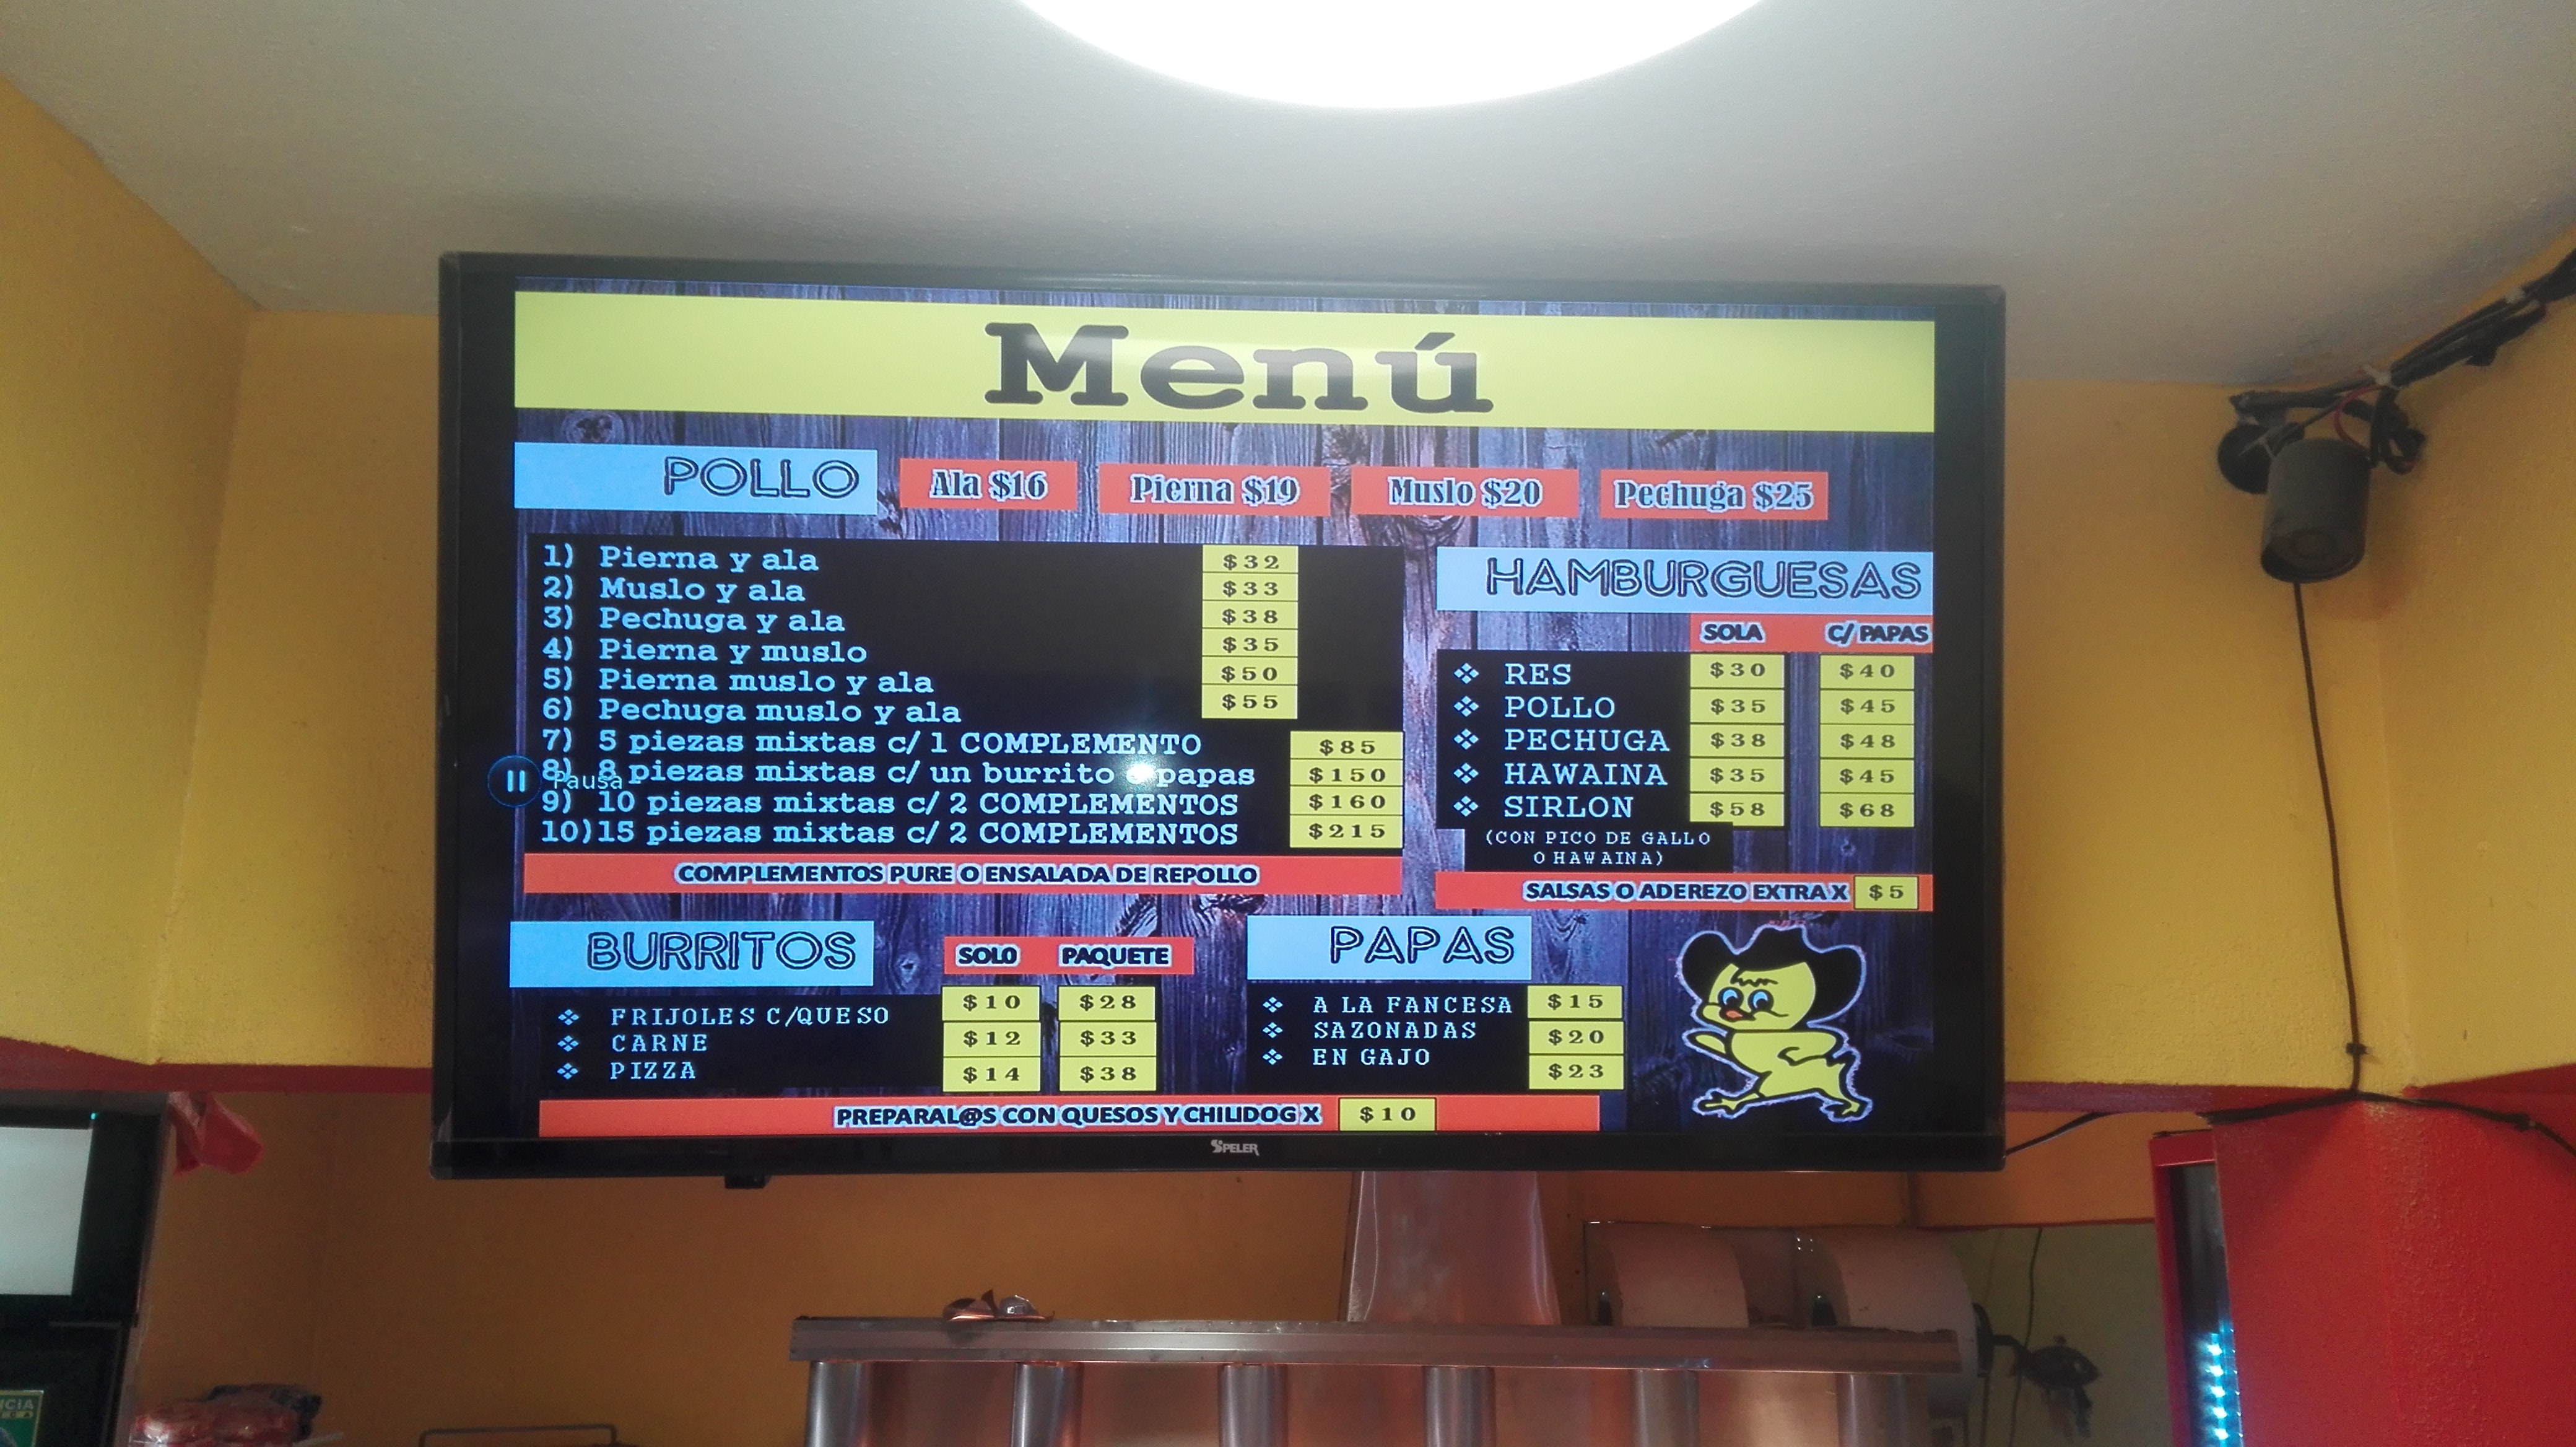 Menú
POLLO
Ala $16
Pierna $19
Muslo $20
Pechuga $25
1) Pierna y ala $32
2) Muslo y ala $33
3) Pechuga y ala $38
4) Pierna y muslo $35
5) Pierna muslo y ala $50
6) Pechuga muslo y ala $55
7) 5 piezas mixtas c/ 1 COMPLEMENTO $85
8) 8 piezas mixtas c/ un burrito papas $150
Pausa
9) 10 piezas mixtas c/ 2 COMPLEMENTOS $160
10) 15 piezas mixtas c/ 2 COMPLEMENTOS $215
COMPLEMENTOS PURE O ENSALADA DE REPOLLO
HAMBURGUESAS
SOLA C/ PAPAS
RES $30 $40
POLLO $35 $45
PECHUGA $38 $48
HAWAINA $35 $45
SIRLON $58 $68
(CON PICO DE GALLO
O HAWAINA)
SALSAS O ADEREZO EXTRA X $5
BURRITOS
SOLO PAQUETE
FRIJOLES C/QUESO $10 $28
CARNE $12 $33
PIZZA $14 $38
PAPAS
A LA FANCESA $15
SAZONADAS $20
EN GAJO $23
PREPARAL@S CON QUESOS Y CHILIDOG X $10
SPELER